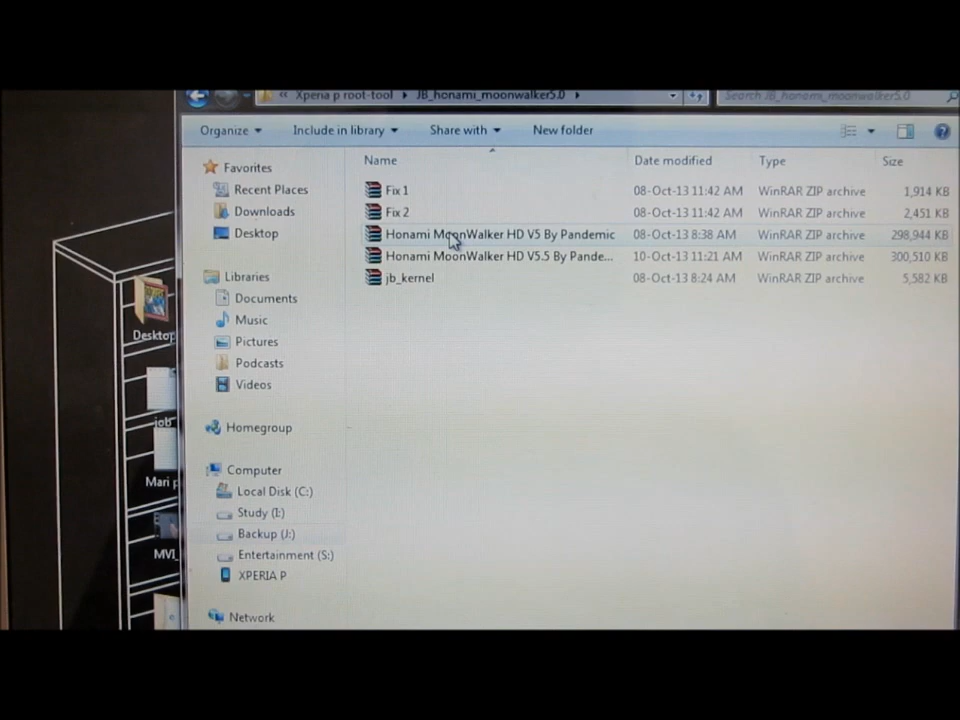 « Xperia p root-tool ▸ JB_honami_moonwalker5.0 ▸ Search JB_honami_moonwalker5.0
Organize Include in library Share with New folder
Name Date modified Type Size
Favorites
Recent Places
Downloads
Desktop
Libraries
Documents
Music
Pictures
Podcasts
Videos
Homegroup
Computer
Local Disk (C:)
Study (I:)
Backup (J:)
Entertainment (S:)
XPERIA P
Network
Fix 1 08-Oct-13 11:42 AM WinRAR ZIP archive 1,914 KB
Fix 2 08-Oct-13 11:42 AM WinRAR ZIP archive 2,451 KB
Honami MoonWalker HD V5 By Pandemic 08-Oct-13 8:38 AM WinRAR ZIP archive 298,944 KB
Honami MoonWalker HD V5.5 By Pande... 10-Oct-13 11:21 AM WinRAR ZIP archive 300,510 KB
jb_kernel 08-Oct-13 8:24 AM WinRAR ZIP archive 5,582 KB
Desktop
job
Mari p
MVI_